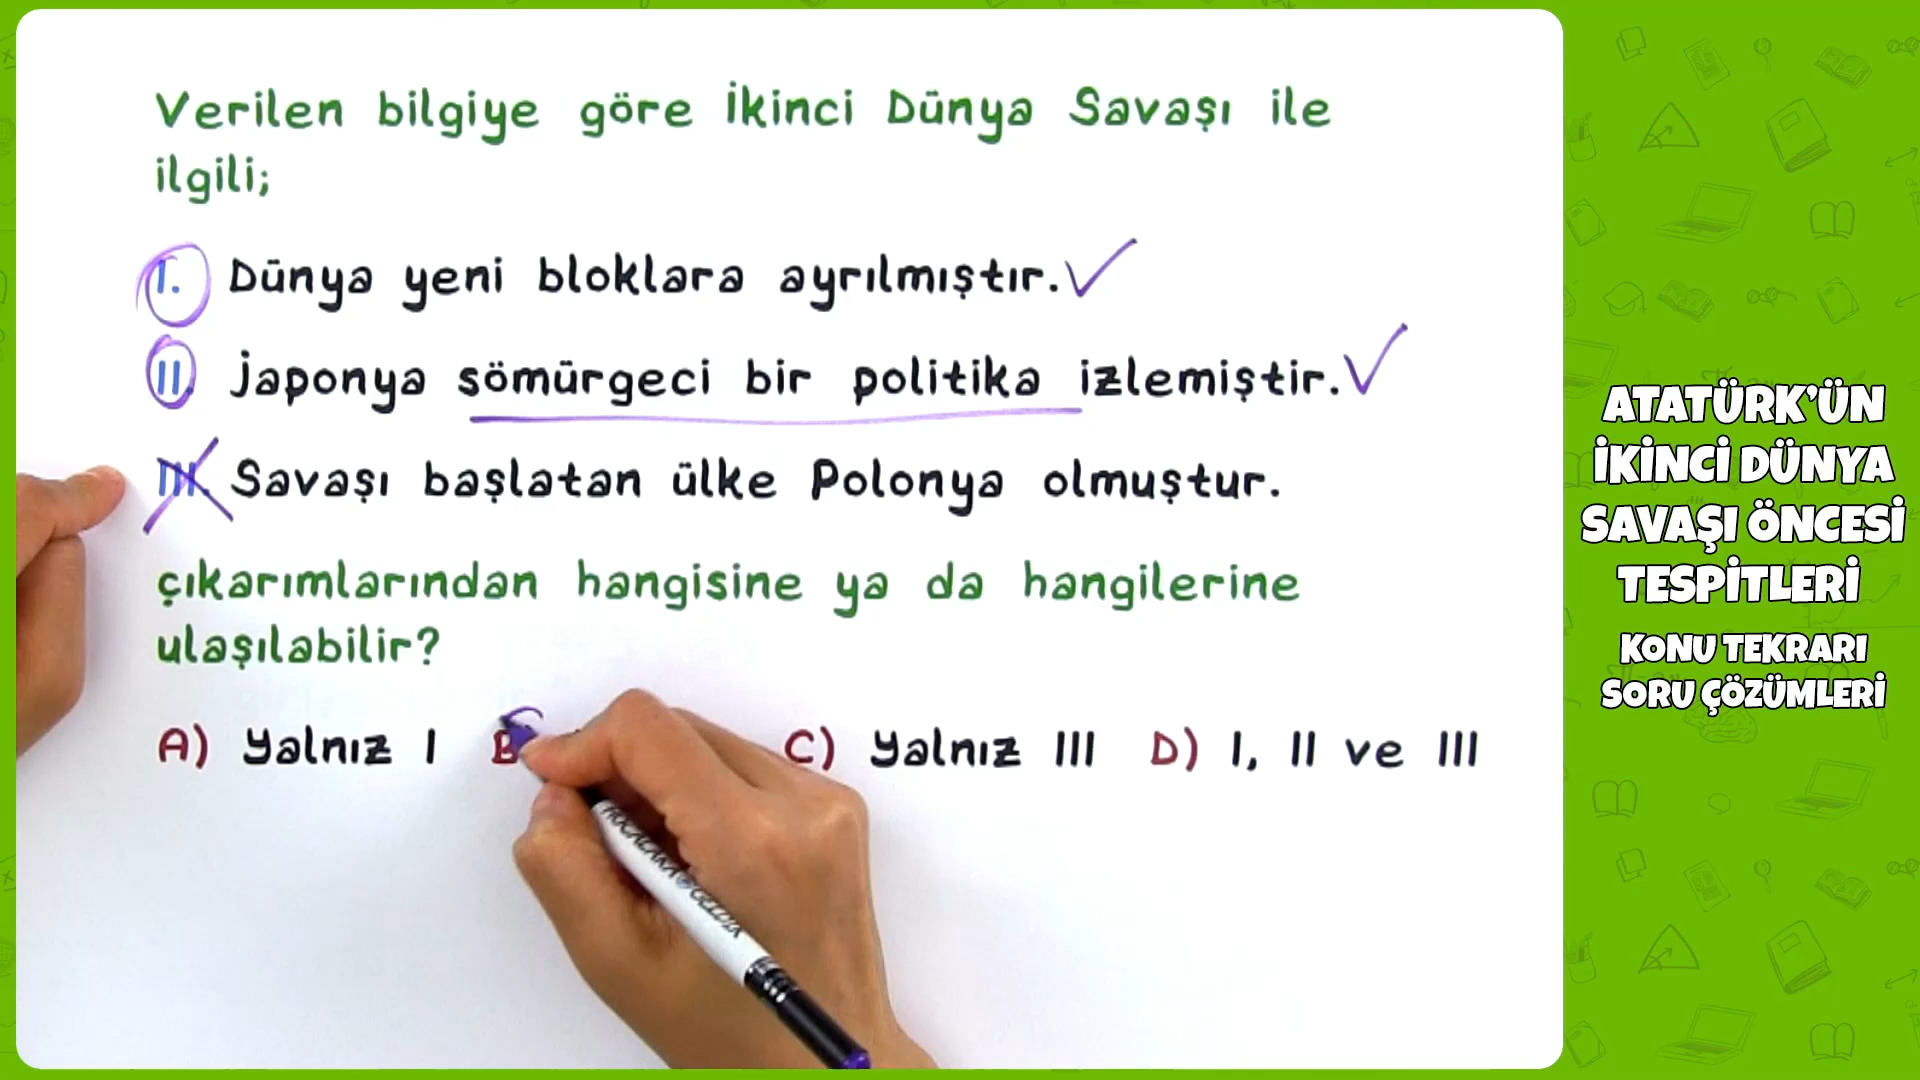 Verilen bilgiye göre İkinci Dünya Savaşı ile
ilgili;
I. Dünya yeni bloklara ayrılmıştır.
II. Japonya sömürgeci bir politika izlemiştir.
III. Savaşı başlatan ülke Polonya olmuştur.
çıkarımlarından hangisine ya da hangilerine
ulaşılabilir?
A) Yalnız I B C) Yalnız III D) I, II ve III
HOCALARA GELDİK
ATATÜRK'ÜN
İKİNCİ DÜNYA
SAVAŞI ÖNCESİ
TESPİTLERİ
KONU TEKRARI
SORU ÇÖZÜMLERİ